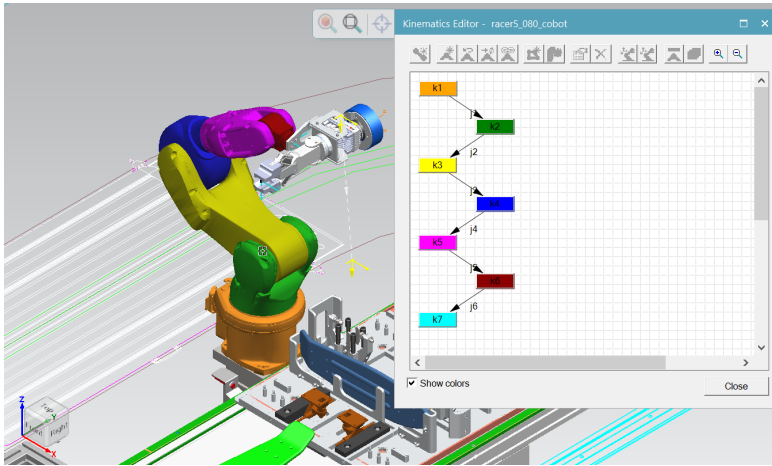 Kinematics Editor - racer5_080_cobot
k1
j1
k2
j2
k3
j3
k4
j4
k5
j5
k6
j6
k7
Show colors
Close
Z
Y
X
Top
Front
Right